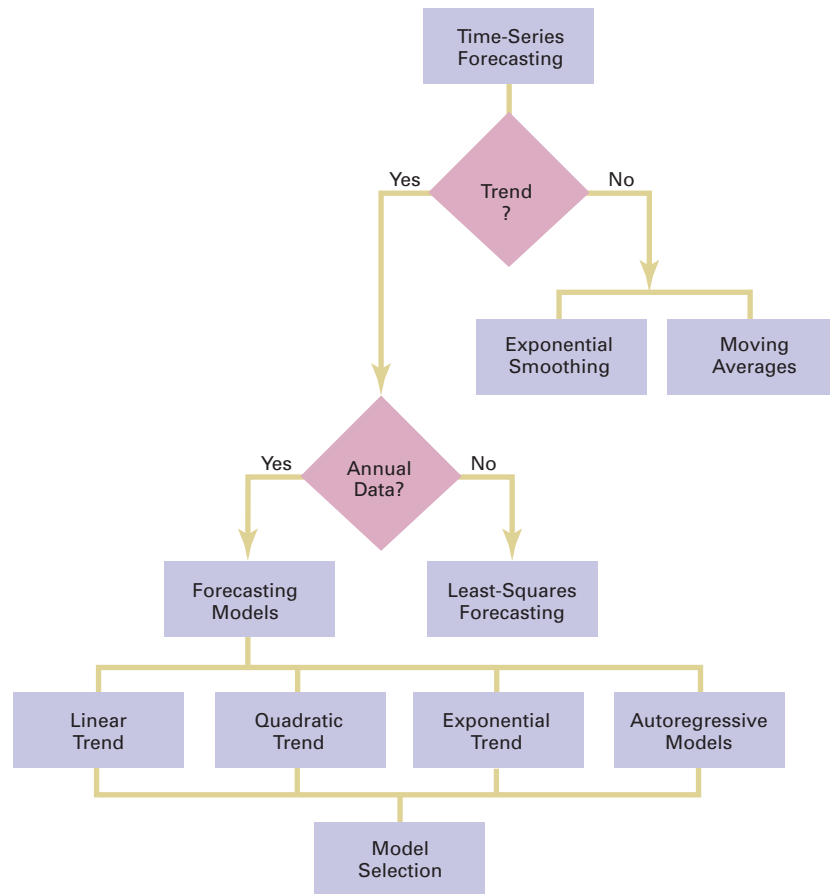 Time-Series
Forecasting
Yes
Trend
?
No
Exponential
Smoothing
Moving
Averages
Yes
Annual
Data?
No
Forecasting
Models
Least-Squares
Forecasting
Linear
Trend
Quadratic
Trend
Exponential
Trend
Autoregressive
Models
Model
Selection